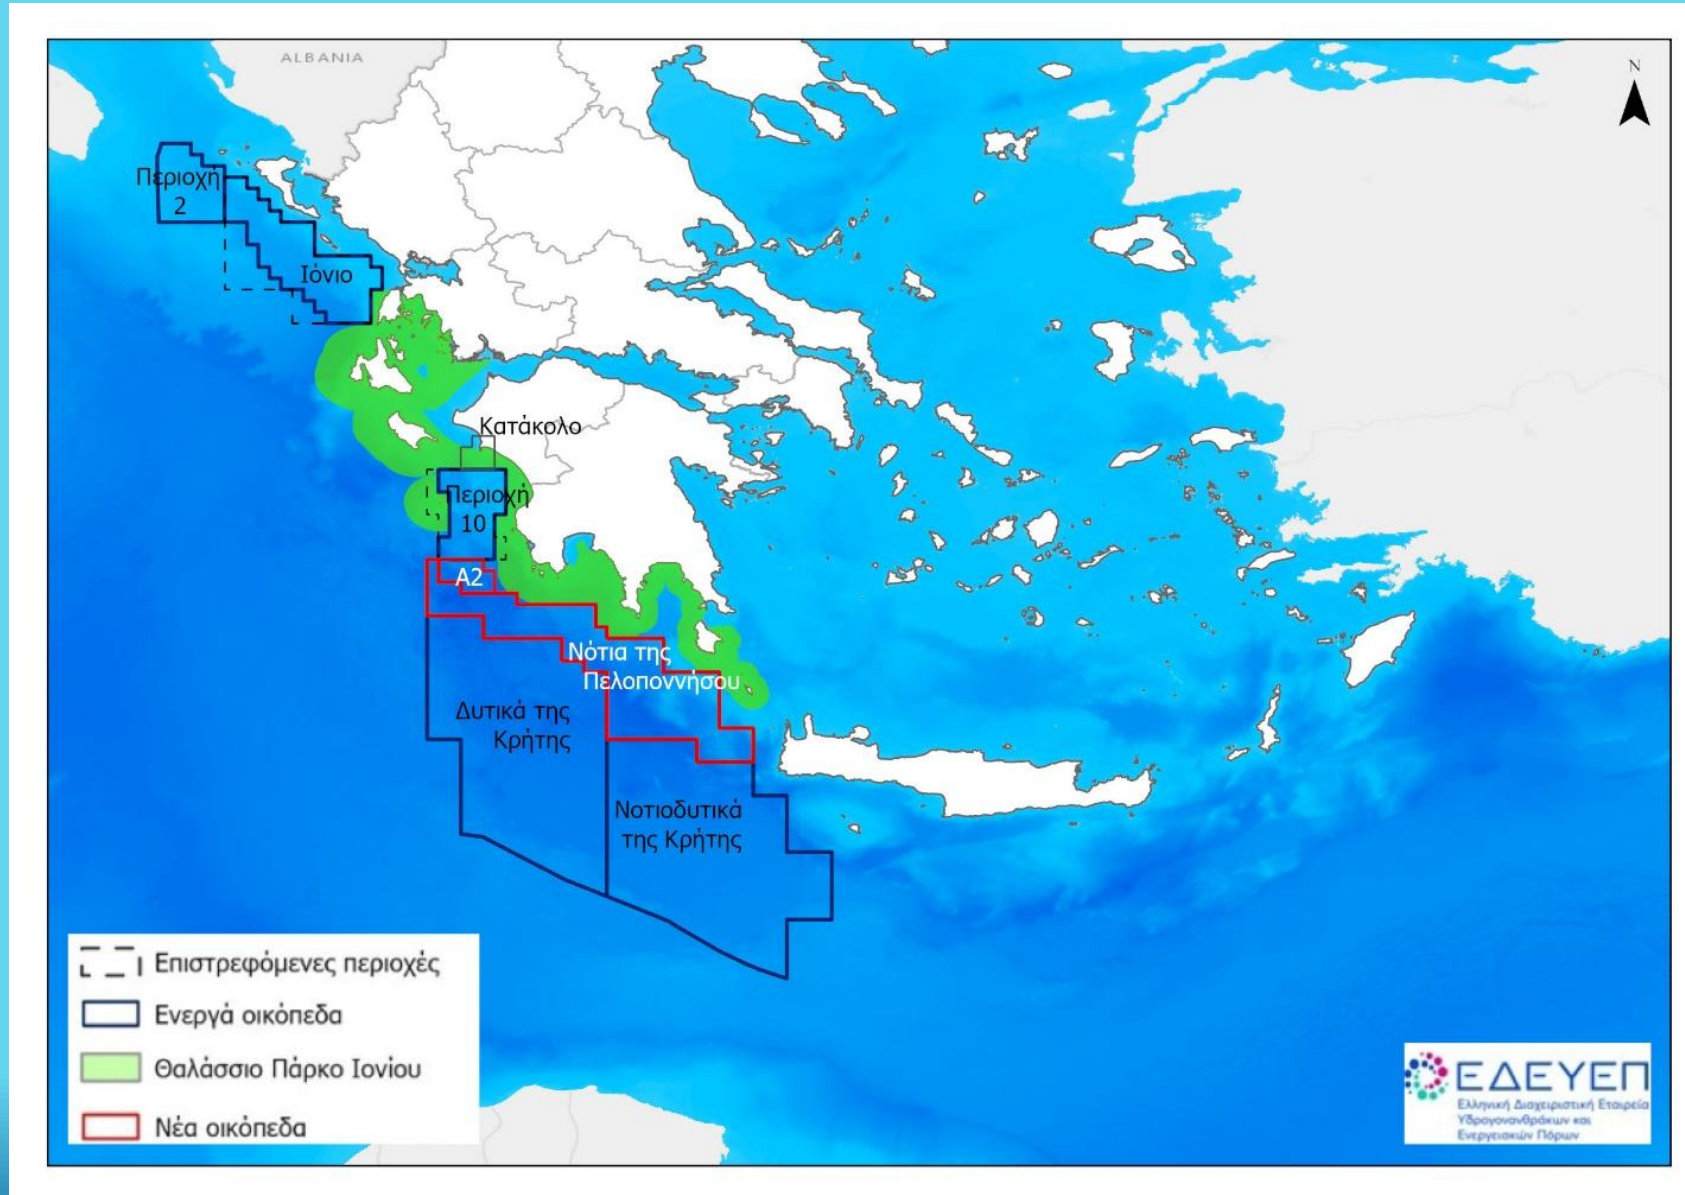 ALBANIA
N
Περιοχή
2
Ιόνιο
Κατάκολο
Περιοχή
10
A2
Νότια της
Πελοποννήσου
Δυτικά της
Κρήτης
Νοτιοδυτικά
της Κρήτης
Επιστρεφόμενες περιοχές
Ενεργά οικόπεδα
Θαλάσσιο Πάρκο Ιονίου
Νέα οικόπεδα
ΕΔΕΥΕΠ
Ελληνική Διαχειριστική Εταιρεία
Υδρογονανθράκων και
Ενεργειακών Πόρων